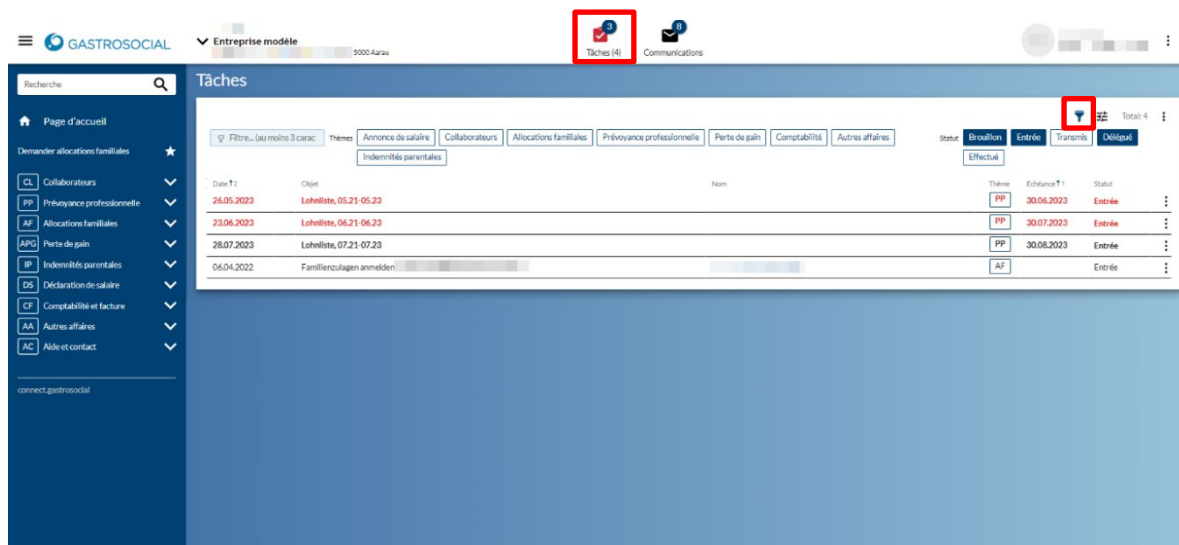 GASTROSOCIAL
Entreprise modèle
5000 Aarau
3
Tâches (4)
8
Communications
Recherche
Tâches
Page d'accueil
Demander allocations familiales
CL Collaborateurs
PP Prévoyance professionnelle
AF Allocations familiales
APG Perte de gain
IP Indemnités parentales
DS Déclaration de salaire
CF Comptabilité et facture
AA Autres affaires
AC Aide et contact
connect.gastrosocial
Total: 4
Filtre... (au moins 3 carac Thèmes Annonce de salaire Collaborateurs Allocations familiales Prévoyance professionnelle Perte de gain Comptabilité Autres affaires Statut Brouillon Entrée Transmis Délégué
Indemnités parentales Effectué
Date 2 Objet Nom Thème Echéance 1 Statut
26.05.2023 Lohnliste, 05.21-05.23 PP 30.06.2023 Entrée
23.06.2023 Lohnliste, 06.21-06.23 PP 30.07.2023 Entrée
28.07.2023 Lohnliste, 07.21-07.23 PP 30.08.2023 Entrée
06.04.2022 Familienzulagen anmelden AF Entrée